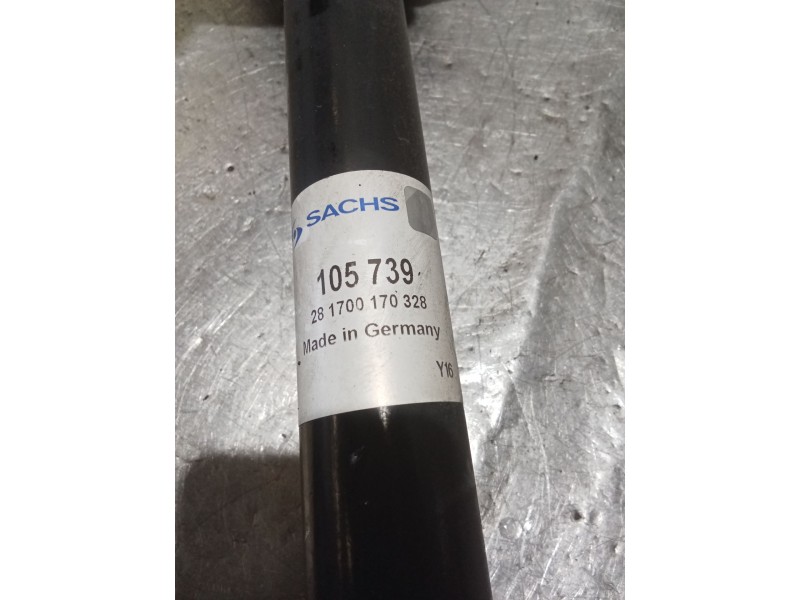 SACHS
105 739
28 1700 170 328
Made in Germany
Y16